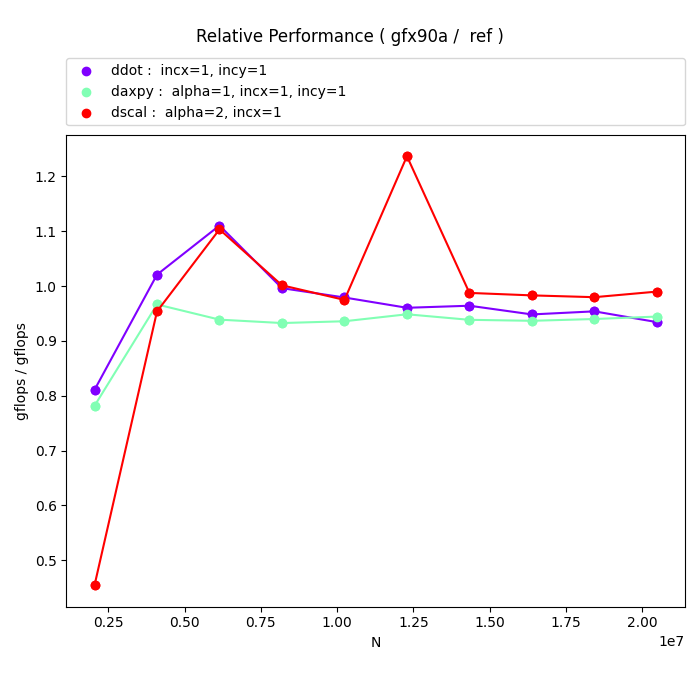 Relative Performance ( gfx90a /  ref )
ddot :  incx=1, incy=1
daxpy :  alpha=1, incx=1, incy=1
dscal :  alpha=2, incx=1
1.2
1.1
1.0
0.9
0.8
0.7
0.6
0.5
gflops / gflops
0.25 0.50 0.75 1.00 1.25 1.50 1.75 2.00
1e7
N